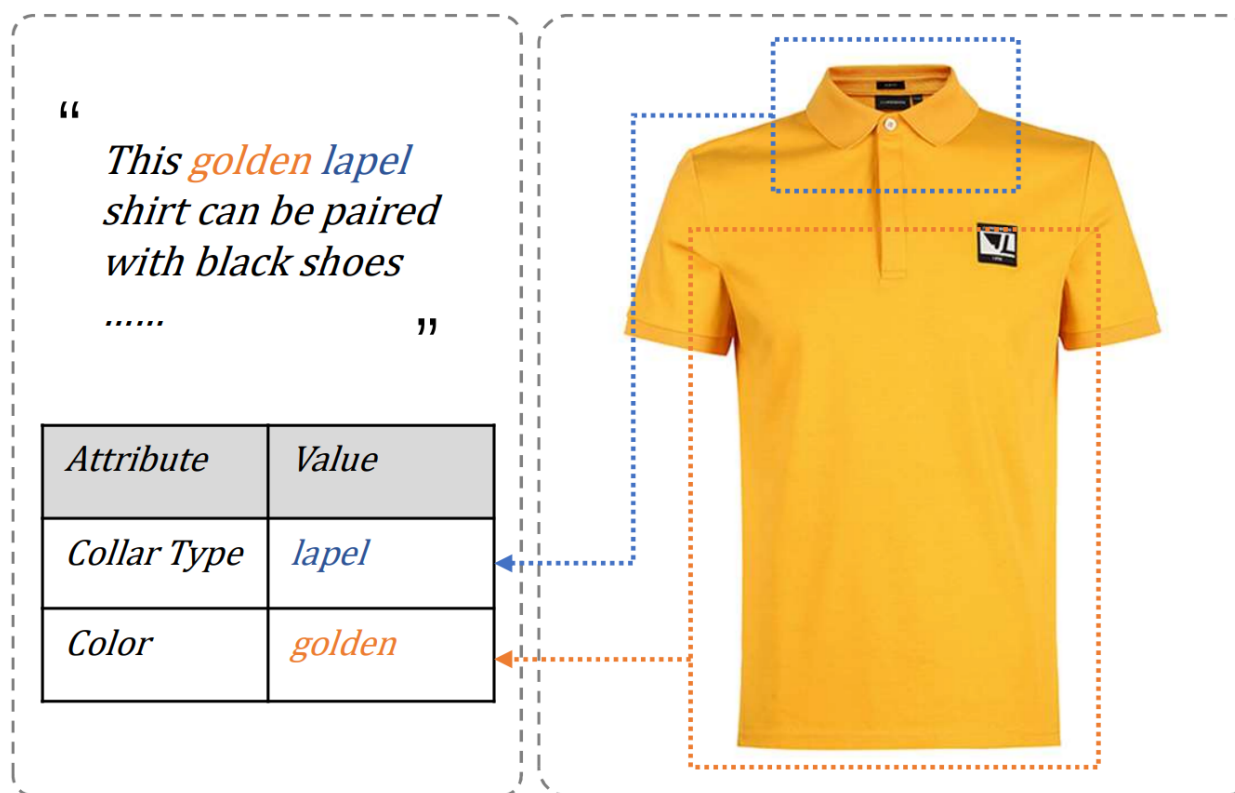 “
This golden lapel
shirt can be paired
with black shoes
……
”
Attribute Value
Collar Type lapel
Color golden